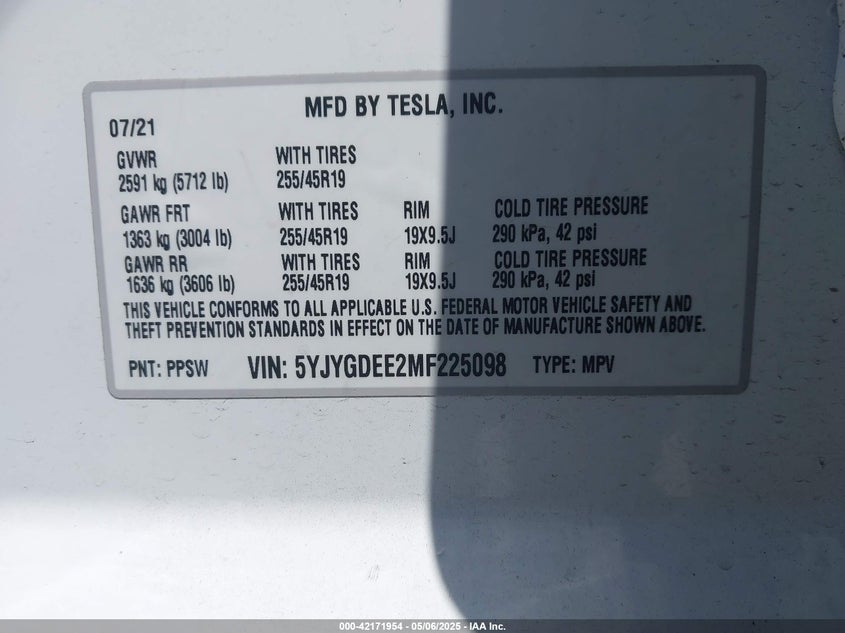 MFD BY TESLA, INC.
07/21
GVWR WITH TIRES
2591 kg (5712 lb) 255/45R19
GAWR FRT WITH TIRES RIM COLD TIRE PRESSURE
1363 kg (3004 lb) 255/45R19 19X9.5J 290 kPa, 42 psi
GAWR RR WITH TIRES RIM COLD TIRE PRESSURE
1636 kg (3606 lb) 255/45R19 19X9.5J 290 kPa, 42 psi
THIS VEHICLE CONFORMS TO ALL APPLICABLE U.S. FEDERAL MOTOR VEHICLE SAFETY AND
THEFT PREVENTION STANDARDS IN EFFECT ON THE DATE OF MANUFACTURE SHOWN ABOVE.
PNT: PPSW VIN: 5YJYGDEE2MF225098 TYPE: MPV
000-42171954 - 05/06/2025 - IAA Inc.